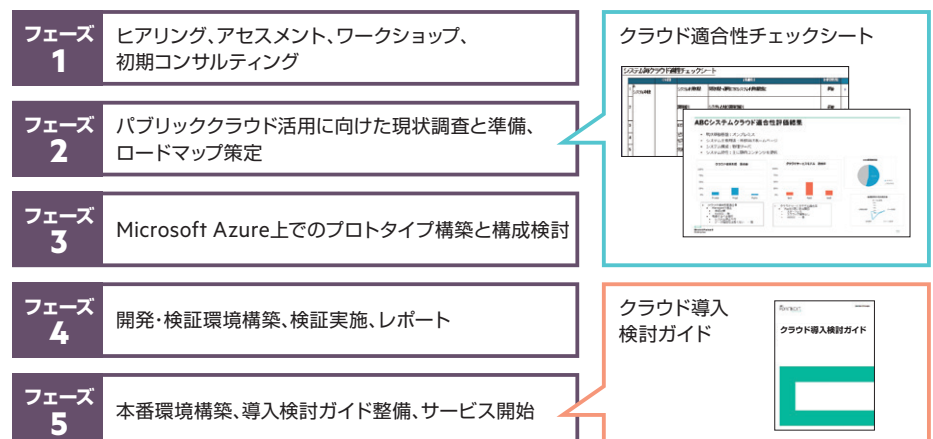 フェーズ
1
ヒアリング、アセスメント、ワークショップ、
初期コンサルティング
フェーズ
2
パブリッククラウド活用に向けた現状調査と準備、
ロードマップ策定
フェーズ
3
Microsoft Azure上でのプロトタイプ構築と構成検討
フェーズ
4
開発・検証環境構築、検証実施、レポート
フェーズ
5
本番環境構築、導入検討ガイド整備、サービス開始
クラウド適合性チェックシート
ABCシステムクラウド適合性評価結果
クラウド導入
検討ガイド
クラウド導入検討ガイド